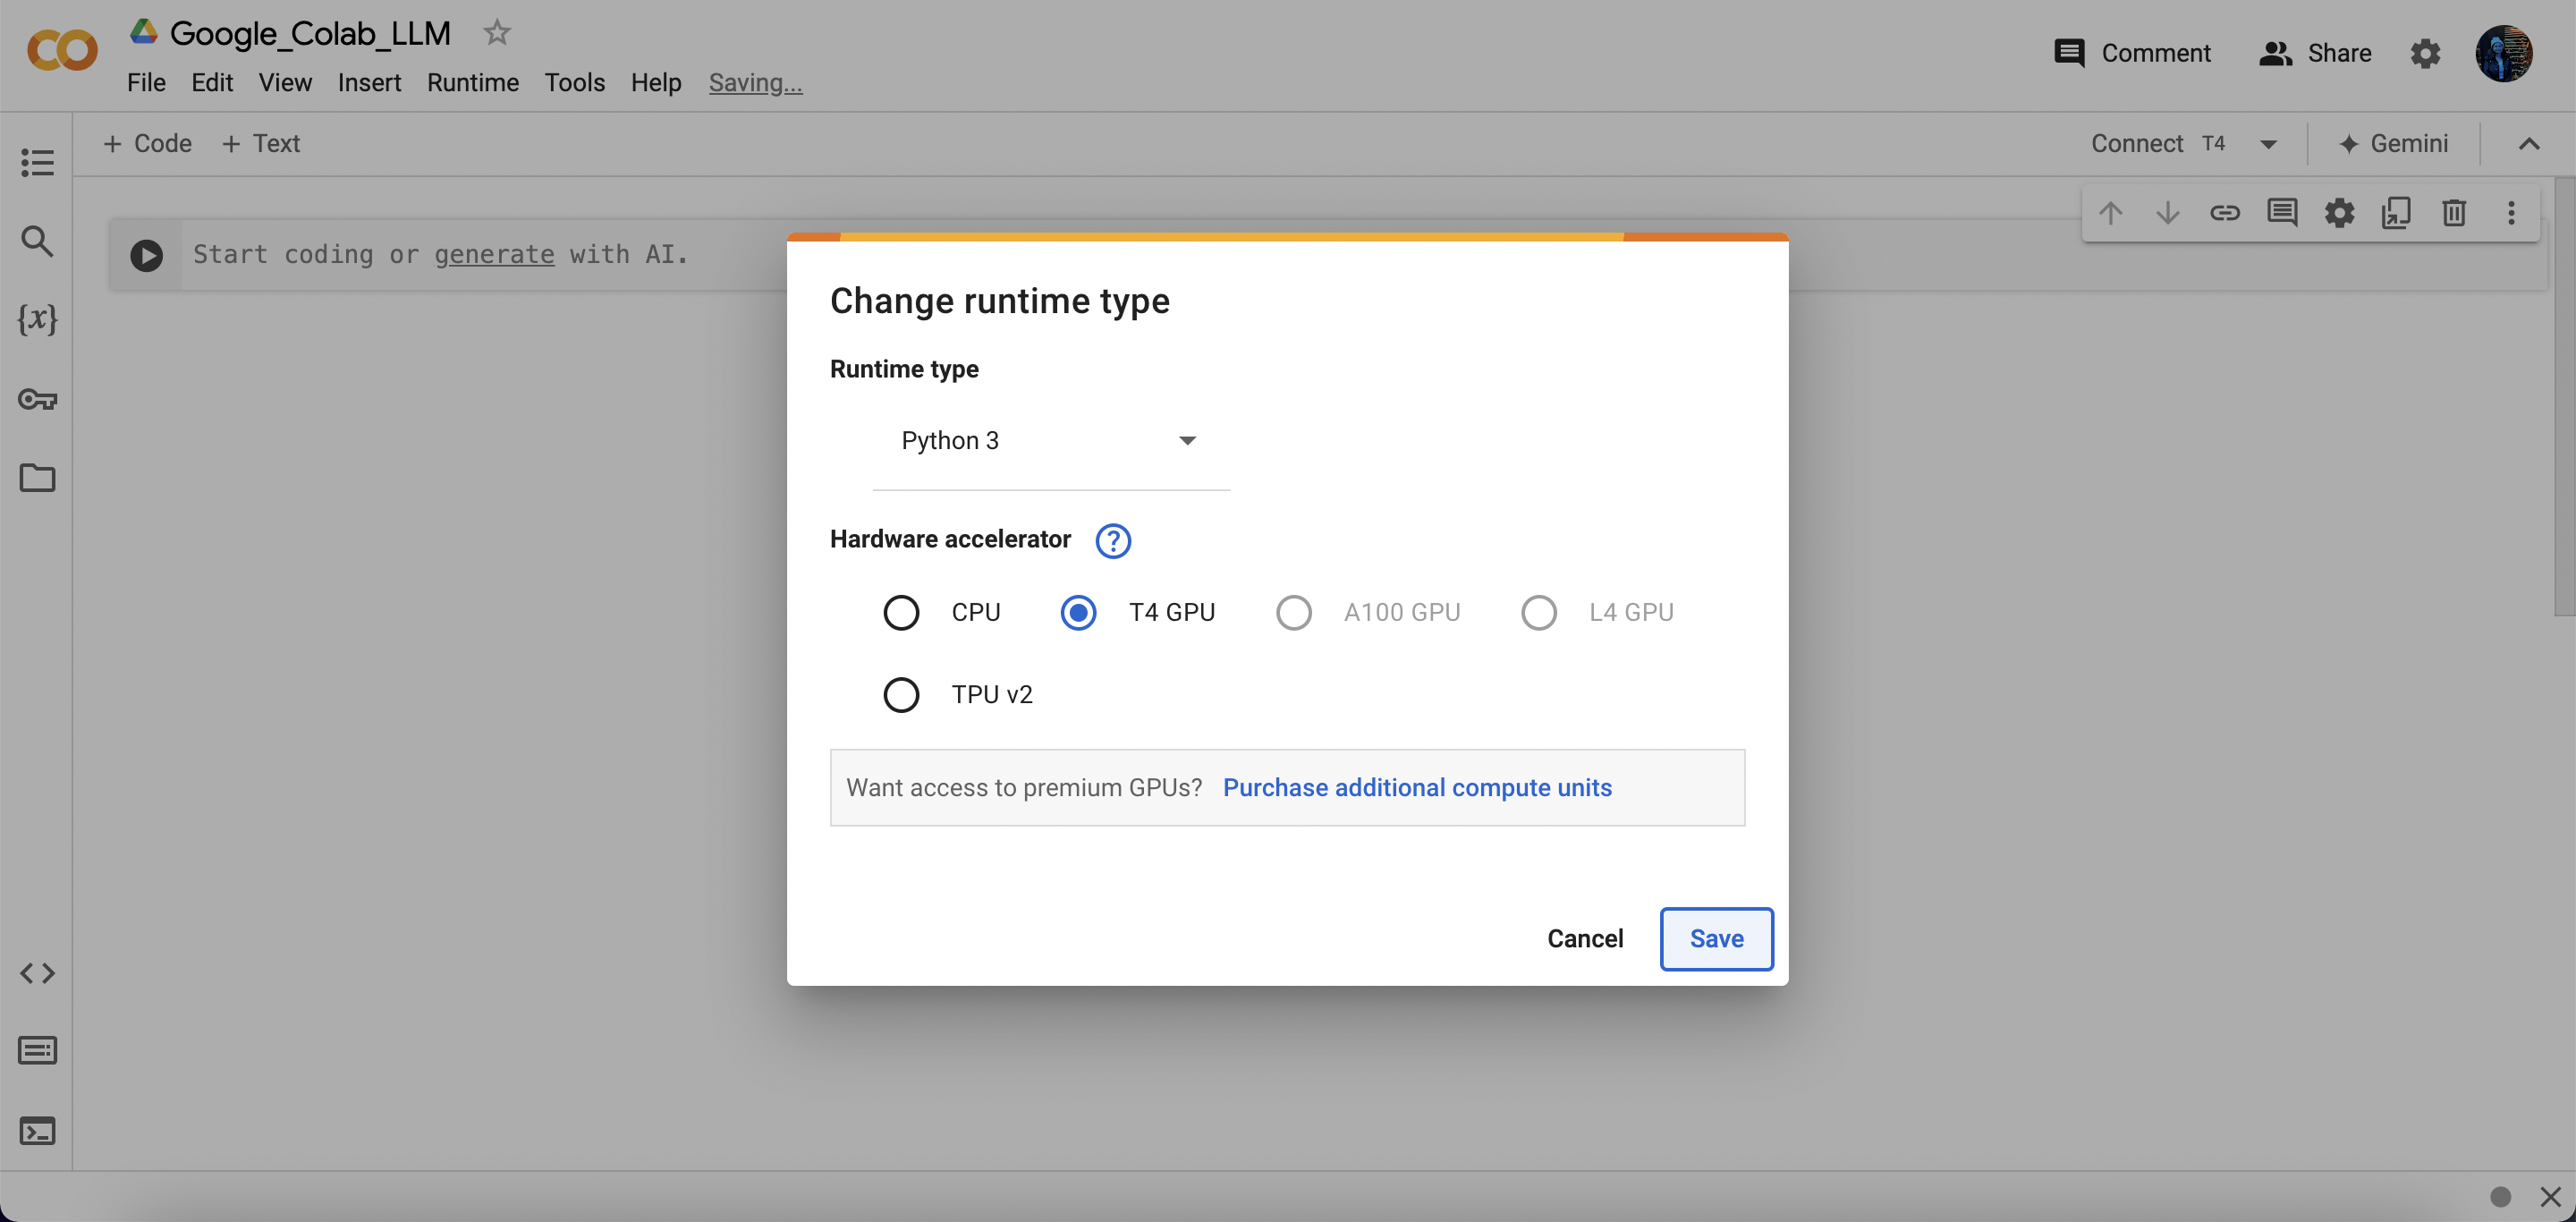 Google_Colab_LLM
File Edit View Insert Runtime Tools Help Saving...
Comment
Share
+ Code + Text
Connect T4
Gemini
{x}
Start coding or generate with AI.
Change runtime type
Runtime type
Python 3
Hardware accelerator ?
CPU T4 GPU A100 GPU L4 GPU
TPU v2
Want access to premium GPUs? Purchase additional compute units
Cancel Save